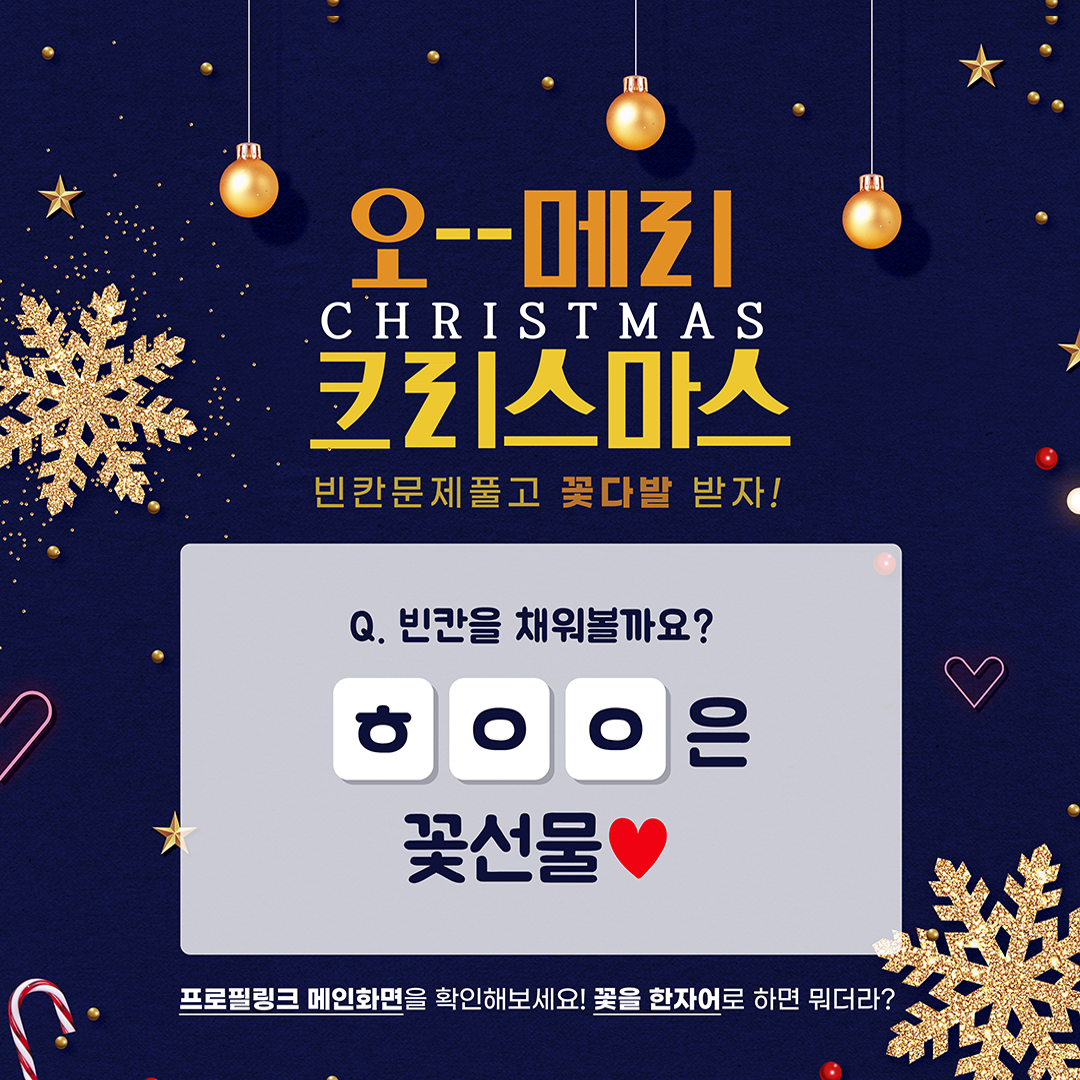 오--메리
CHRISTMAS
크리스마스
빈칸문제풀고 꽃다발 받자!
Q. 빈칸을 채워볼까요?
ㅎ ㅇ ㅇ 은
꽃선물♥
프로필링크 메인화면을 확인해보세요! 꽃을 한자어로 하면 뭐더라?